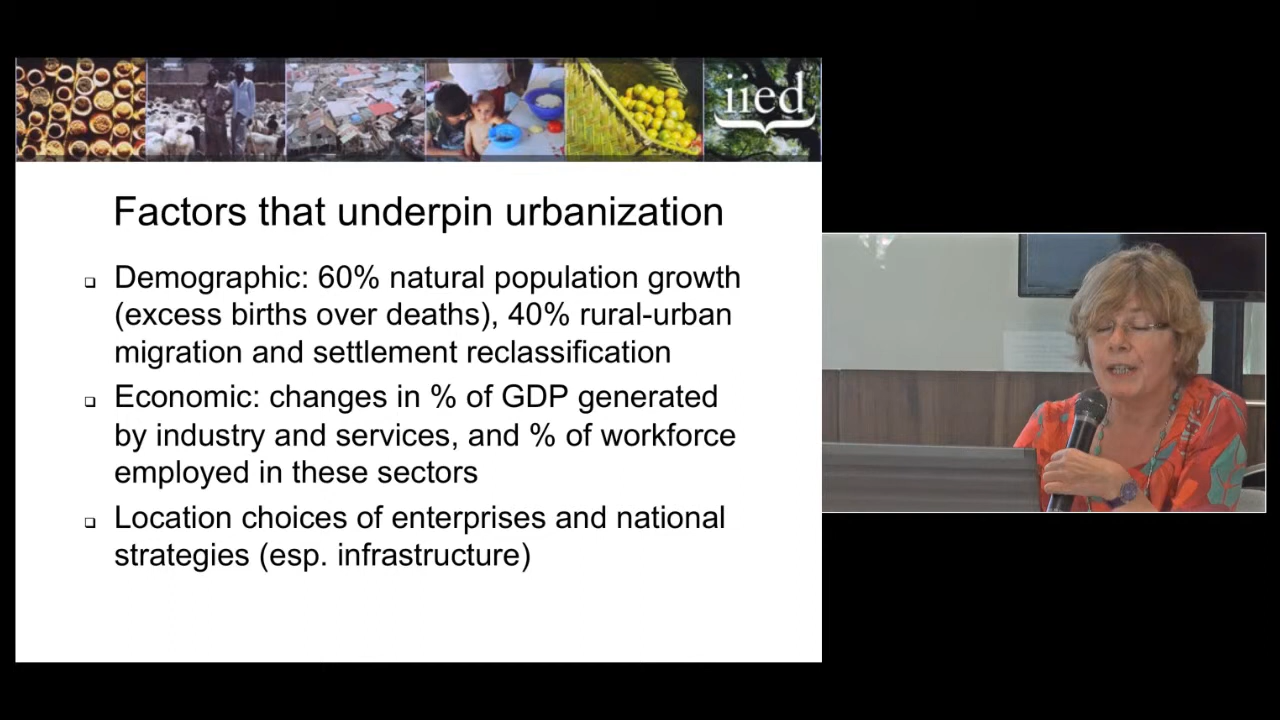 iied
Factors that underpin urbanization
Demographic: 60% natural population growth
(excess births over deaths), 40% rural-urban
migration and settlement reclassification
Economic: changes in % of GDP generated
by industry and services, and % of workforce
employed in these sectors
Location choices of enterprises and national
strategies (esp. infrastructure)